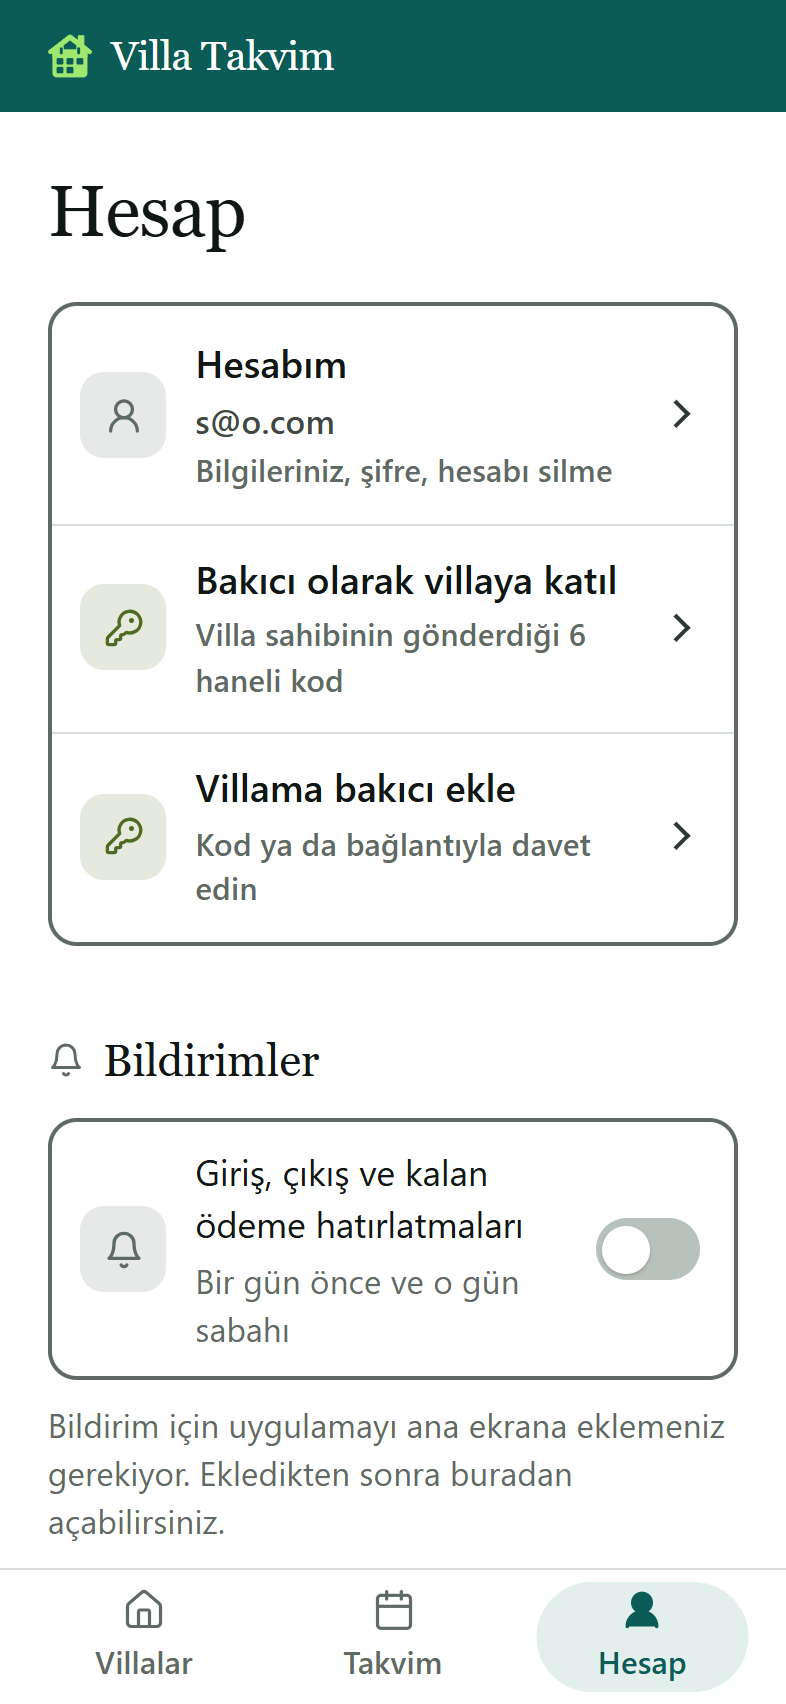 Villa Takvim
Hesap
Hesabım
s@o.com
Bilgileriniz, şifre, hesabı silme
Bakıcı olarak villaya katıl
Villa sahibinin gönderdiği 6
haneli kod
Villama bakıcı ekle
Kod ya da bağlantıyla davet
edin
Bildirimler
Giriş, çıkış ve kalan
ödeme hatırlatmaları
Bir gün önce ve o gün
sabahı
Bildirim için uygulamayı ana ekrana eklemeniz
gerekiyor. Ekledikten sonra buradan
açabilirsiniz.
Villalar
Takvim
Hesap